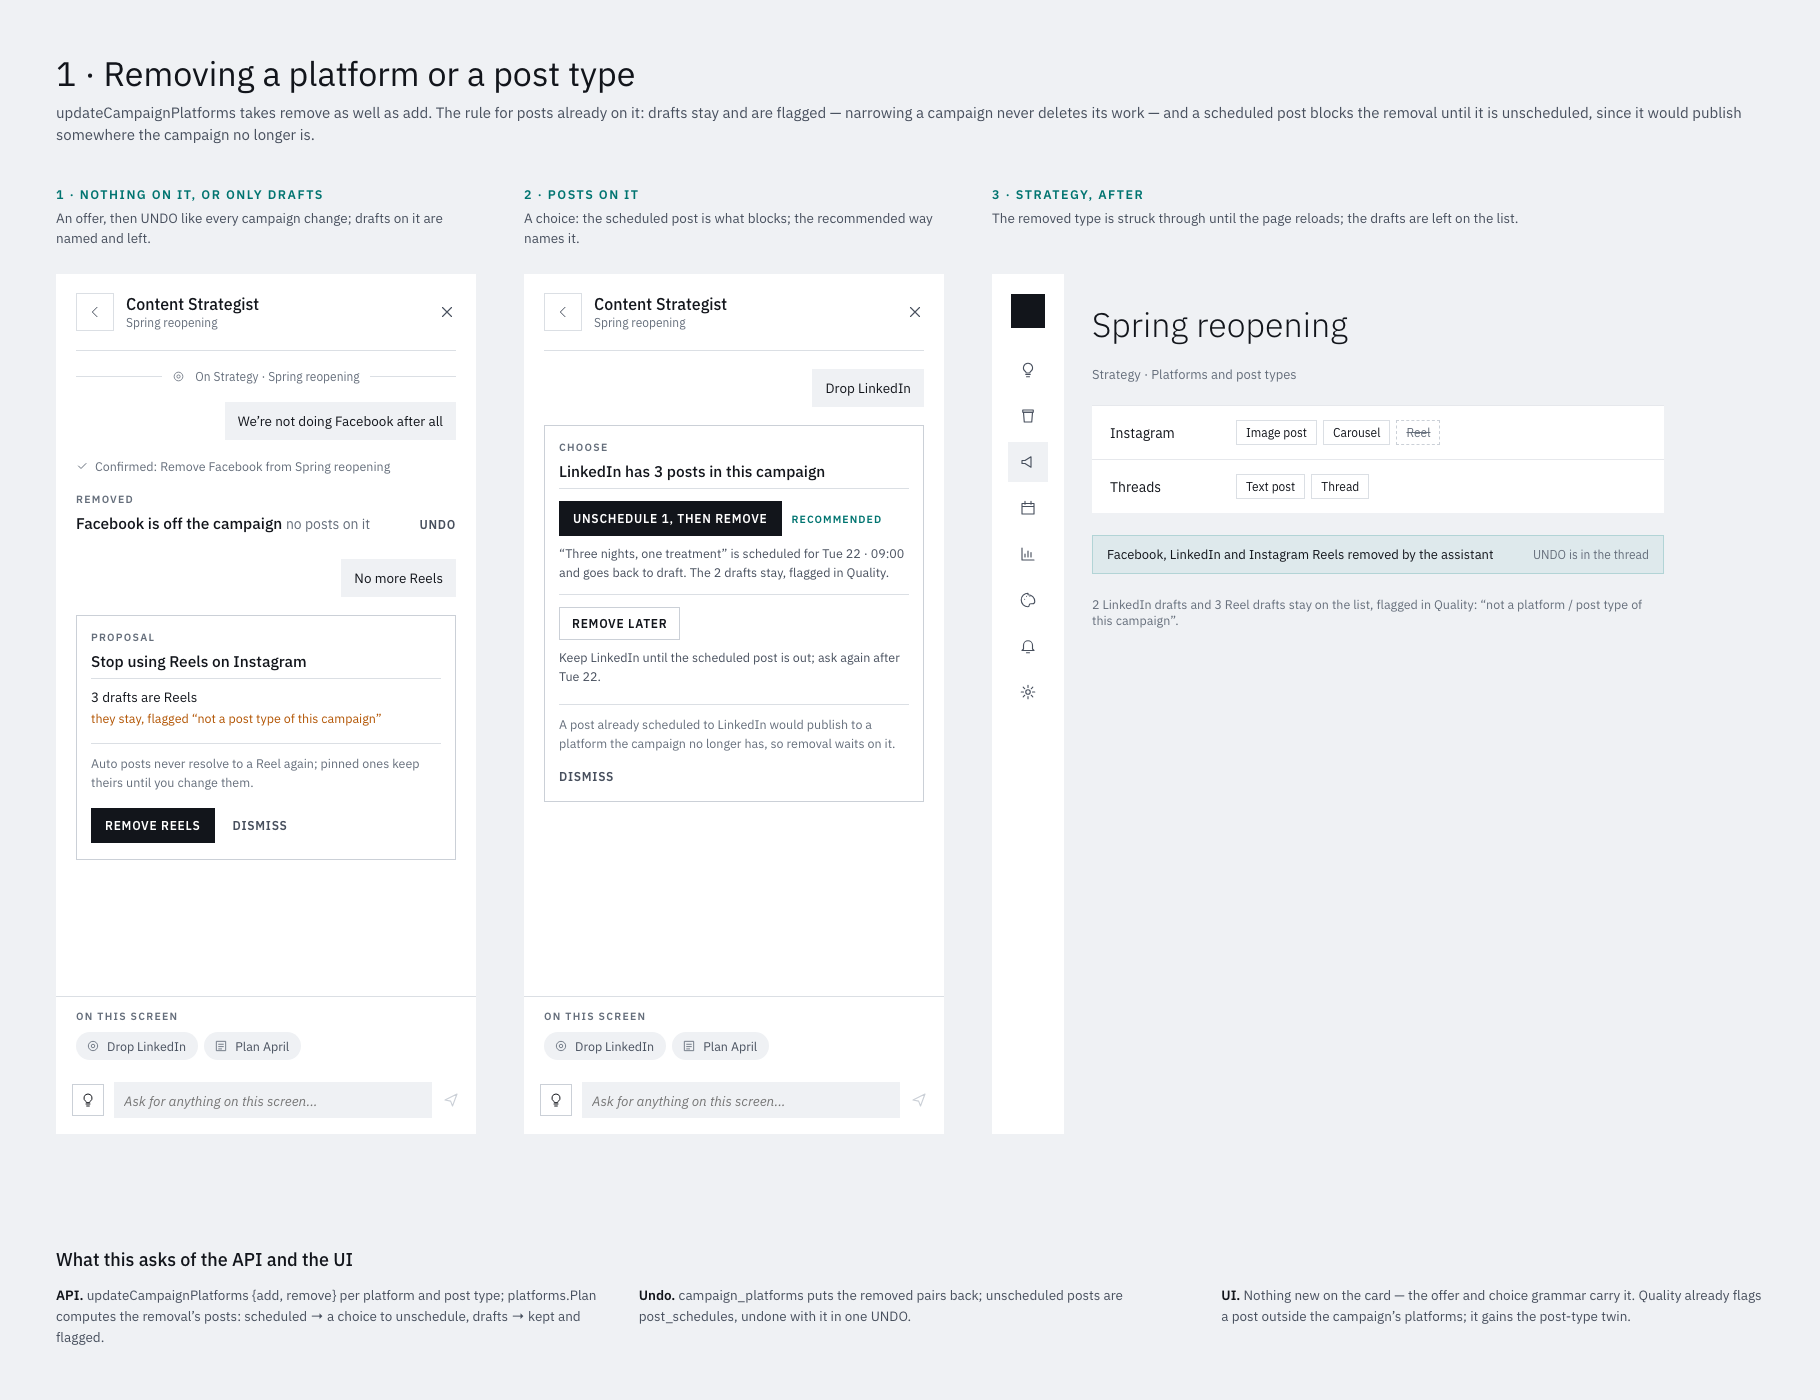 1 · Removing a platform or a post type
updateCampaignPlatforms takes remove as well as add. The rule for posts already on it: drafts stay and are flagged — narrowing a campaign never deletes its work — and a scheduled post blocks the removal until it is unscheduled, since it would publish
somewhere the campaign no longer is.
1 · NOTHING ON IT, OR ONLY DRAFTS
An offer, then UNDO like every campaign change; drafts on it are
named and left.
Content Strategist
Spring reopening
On Strategy · Spring reopening
We’re not doing Facebook after all
Confirmed: Remove Facebook from Spring reopening
REMOVED
Facebook is off the campaign no posts on it UNDO
No more Reels
PROPOSAL
Stop using Reels on Instagram
3 drafts are Reels
they stay, flagged “not a post type of this campaign”
Auto posts never resolve to a Reel again; pinned ones keep
theirs until you change them.
REMOVE REELS DISMISS
ON THIS SCREEN
Drop LinkedIn Plan April
Ask for anything on this screen...
2 · POSTS ON IT
A choice: the scheduled post is what blocks; the recommended way
names it.
Content Strategist
Spring reopening
Drop LinkedIn
CHOOSE
LinkedIn has 3 posts in this campaign
UNSCHEDULE 1, THEN REMOVE RECOMMENDED
“Three nights, one treatment” is scheduled for Tue 22 · 09:00
and goes back to draft. The 2 drafts stay, flagged in Quality.
REMOVE LATER
Keep LinkedIn until the scheduled post is out; ask again after
Tue 22.
A post already scheduled to LinkedIn would publish to a
platform the campaign no longer has, so removal waits on it.
DISMISS
ON THIS SCREEN
Drop LinkedIn Plan April
Ask for anything on this screen...
3 · STRATEGY, AFTER
The removed type is struck through until the page reloads; the drafts are left on the list.
Spring reopening
Strategy · Platforms and post types
Instagram Image post Carousel Reel
Threads Text post Thread
Facebook, LinkedIn and Instagram Reels removed by the assistant UNDO is in the thread
2 LinkedIn drafts and 3 Reel drafts stay on the list, flagged in Quality: “not a platform / post type of
this campaign”.
What this asks of the API and the UI
API. updateCampaignPlatforms {add, remove} per platform and post type; platforms.Plan
computes the removal’s posts: scheduled → a choice to unschedule, drafts → kept and
flagged.
Undo. campaign_platforms puts the removed pairs back; unscheduled posts are
post_schedules, undone with it in one UNDO.
UI. Nothing new on the card — the offer and choice grammar carry it. Quality already flags
a post outside the campaign’s platforms; it gains the post-type twin.